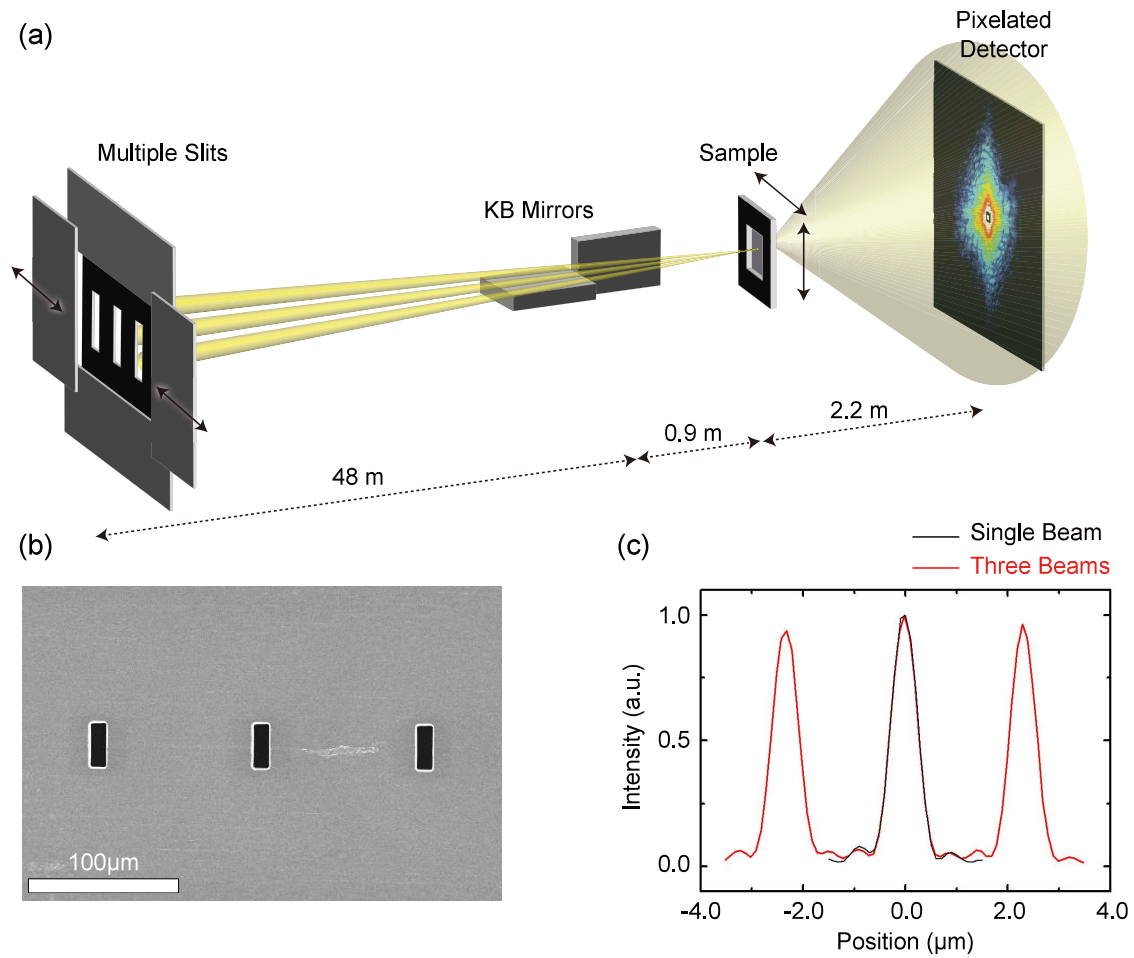 (a)
Pixelated
Detector
Multiple Slits
Sample
KB Mirrors
2.2 m
0.9 m
48 m
(b)
100μm
(c)
Single Beam
Three Beams
1.0
0.5
0.0
Intensity (a.u.)
-4.0 -2.0 0.0 2.0 4.0
Position (μm)